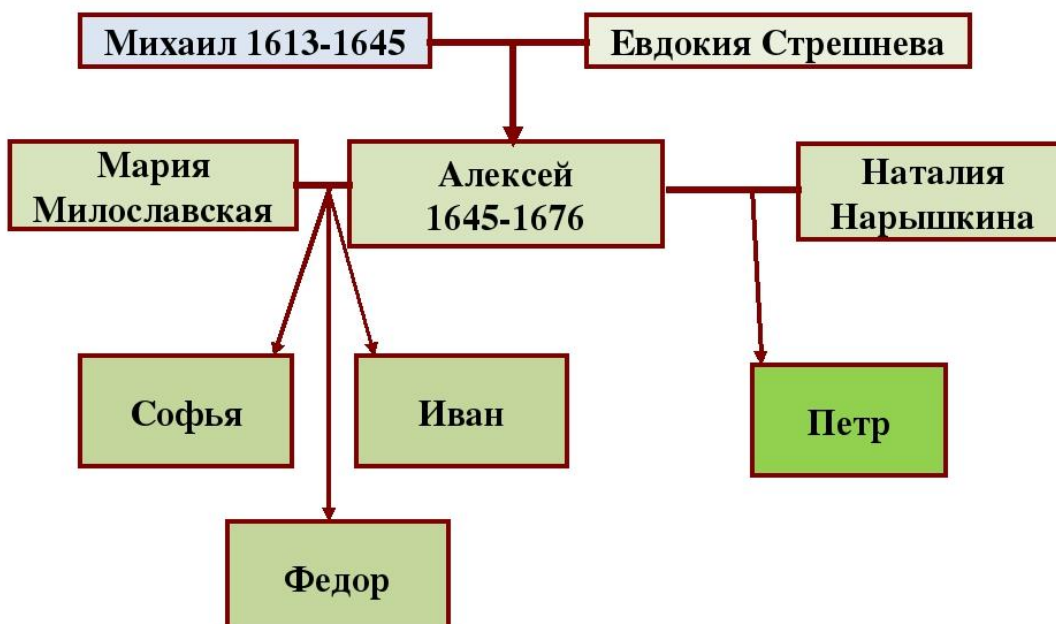 Михаил 1613-1645
Евдокия Стрешнева
Мария
Милославская
Алексей
1645-1676
Наталия
Нарышкина
Софья
Иван
Петр
Федор